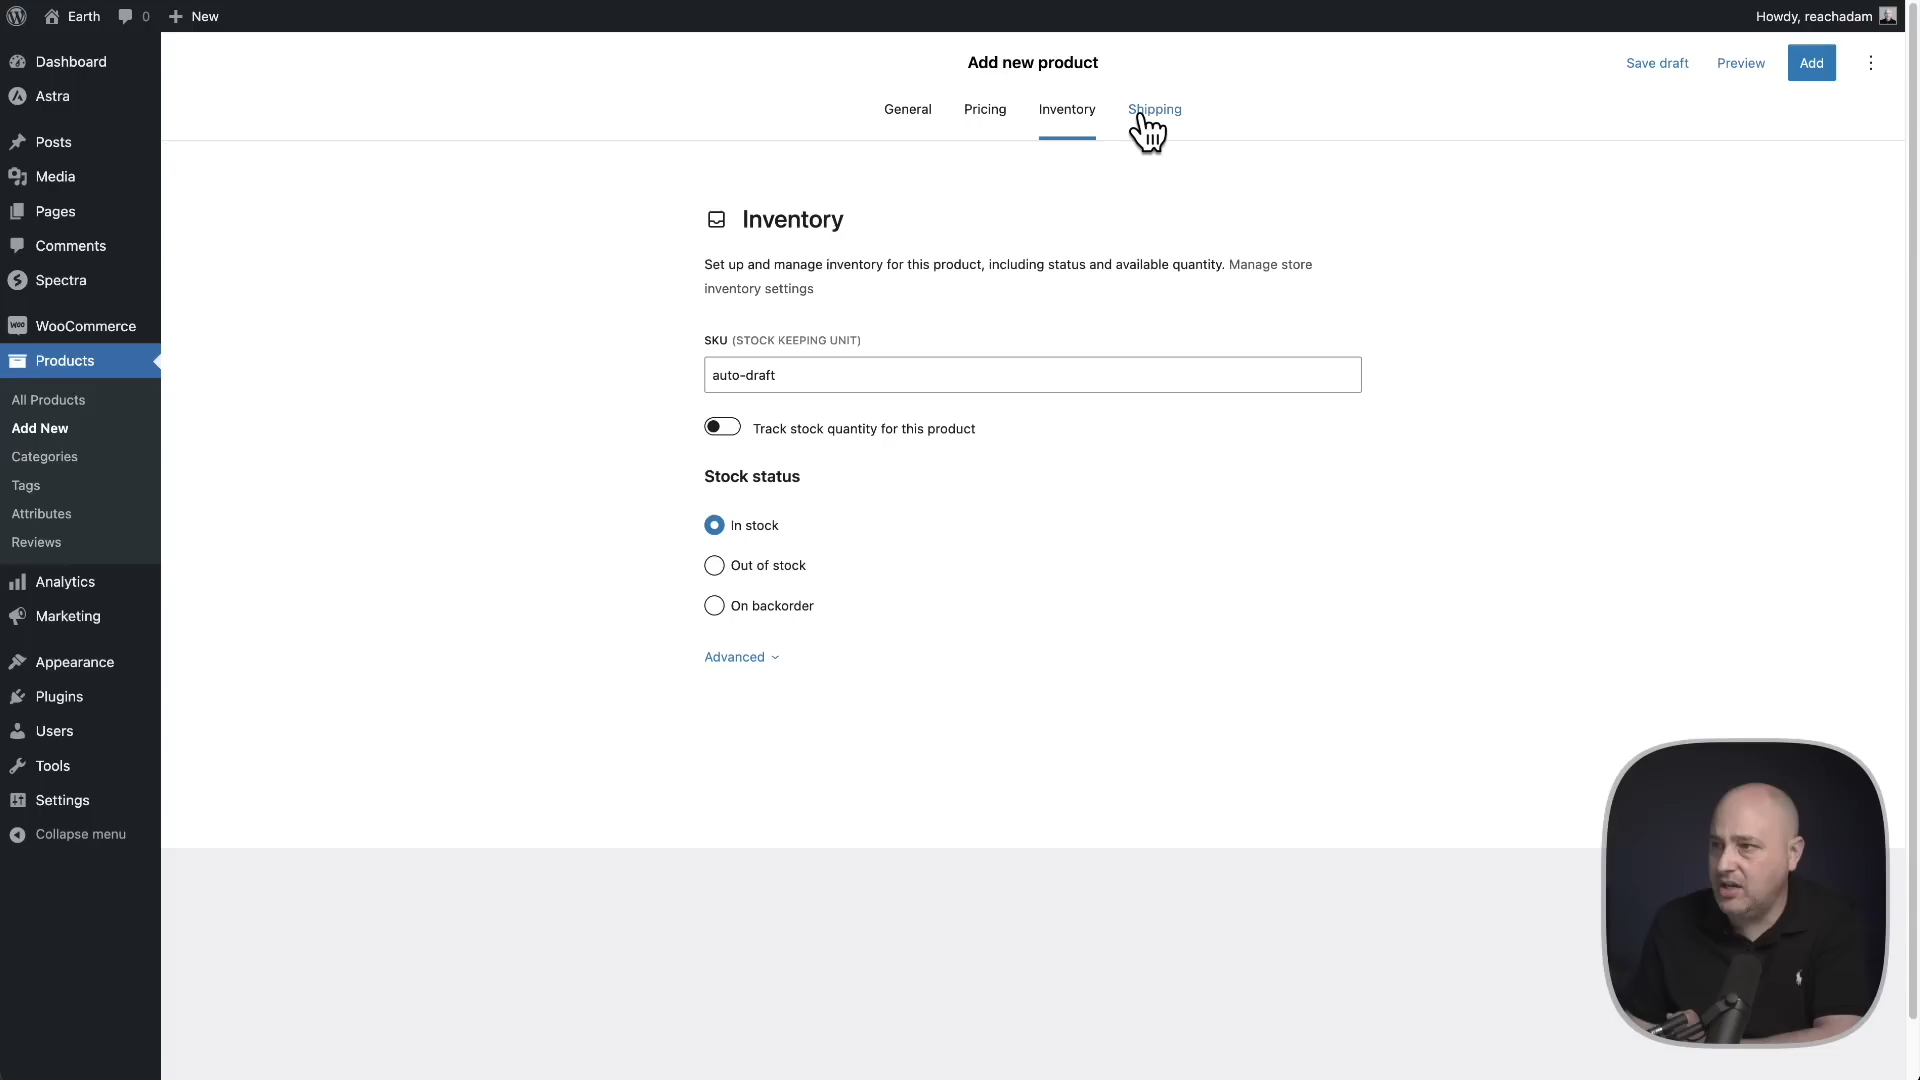 Earth
0
New
Howdy, reachadam
Dashboard
Astra
Posts
Media
Pages
Comments
Spectra
Woo
WooCommerce
Products
All Products
Add New
Categories
Tags
Attributes
Reviews
Analytics
Marketing
Appearance
Plugins
Users
Tools
Settings
Collapse menu
Add new product
Save draft
Preview
Add
General
Pricing
Inventory
Shipping
Inventory
Set up and manage inventory for this product, including status and available quantity. Manage store
inventory settings
SKU (STOCK KEEPING UNIT)
auto-draft
Track stock quantity for this product
Stock status
In stock
Out of stock
On backorder
Advanced